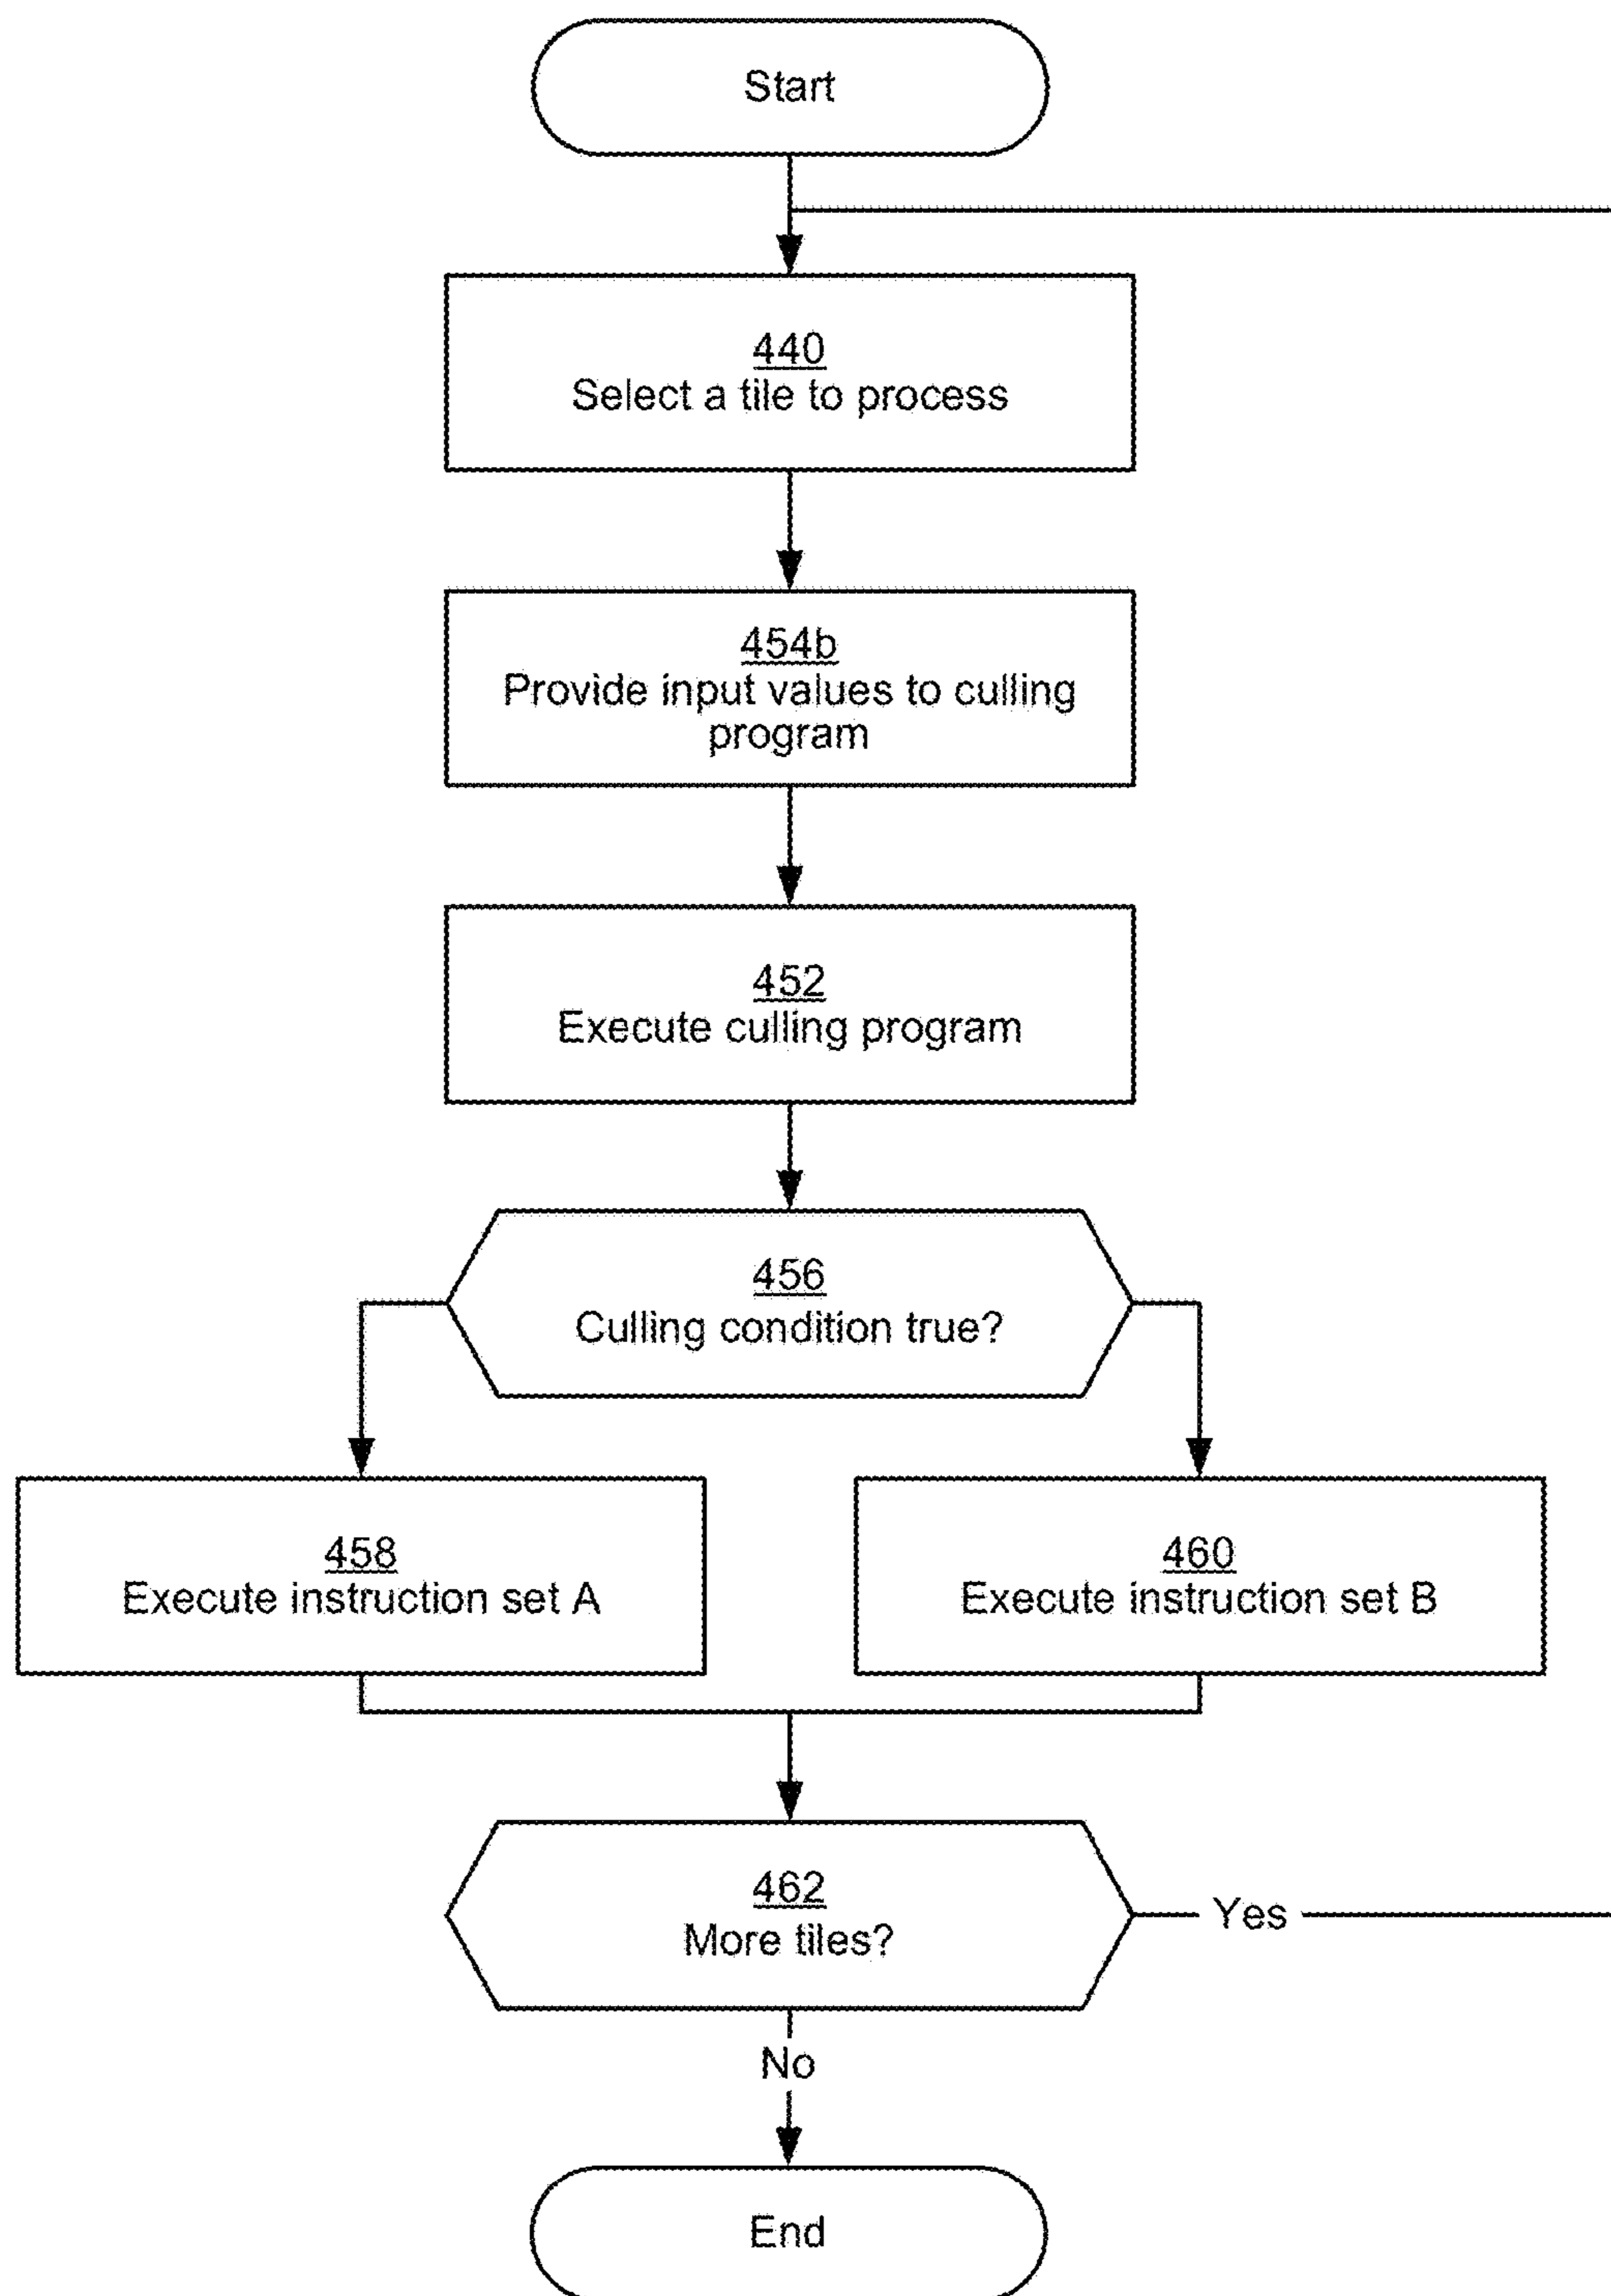 Start
440
Select a tile to process
454b
Provide input values to culling
program
452
Execute culling program
456
Culling condition true?
458
Execute instruction set A
460
Execute instruction set B
462
More tiles?
Yes
No
End